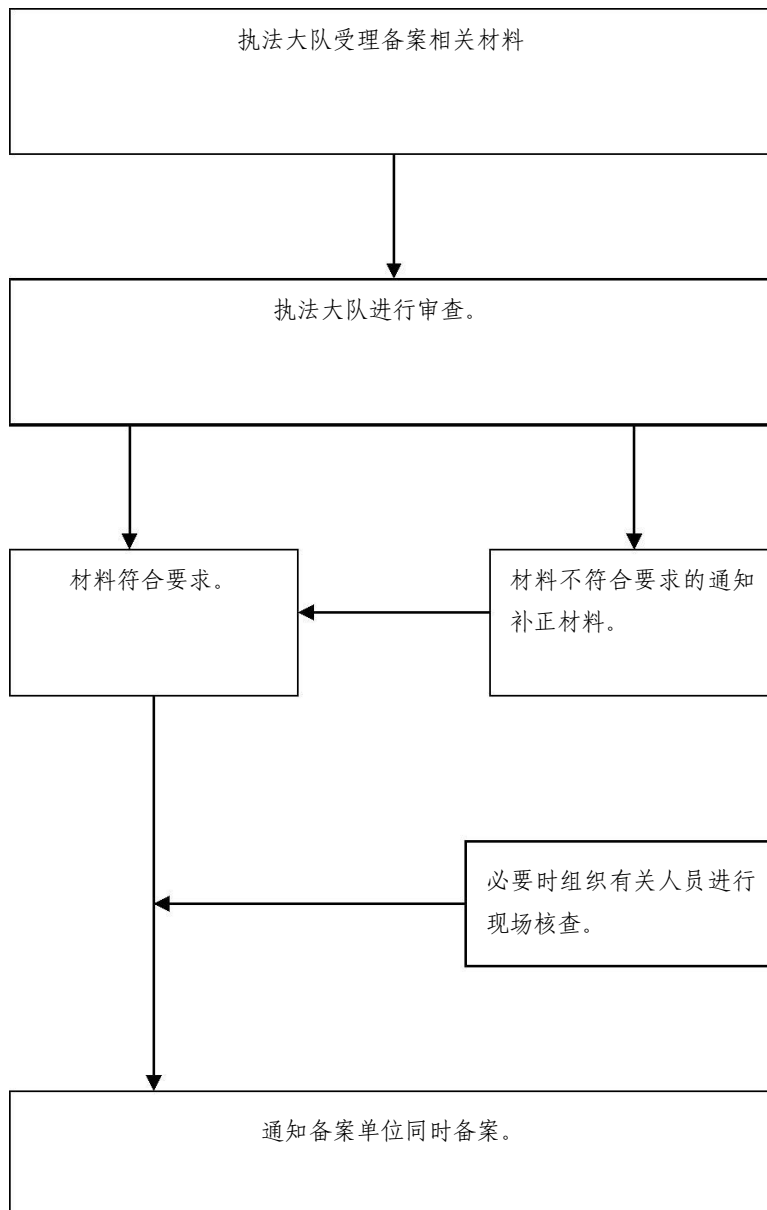 执法大队受理备案相关材料
执法大队进行审查。
材料符合要求。
材料不符合要求的通知
补正材料。
必要时组织有关人员进行
现场核查。
通知备案单位同时备案。